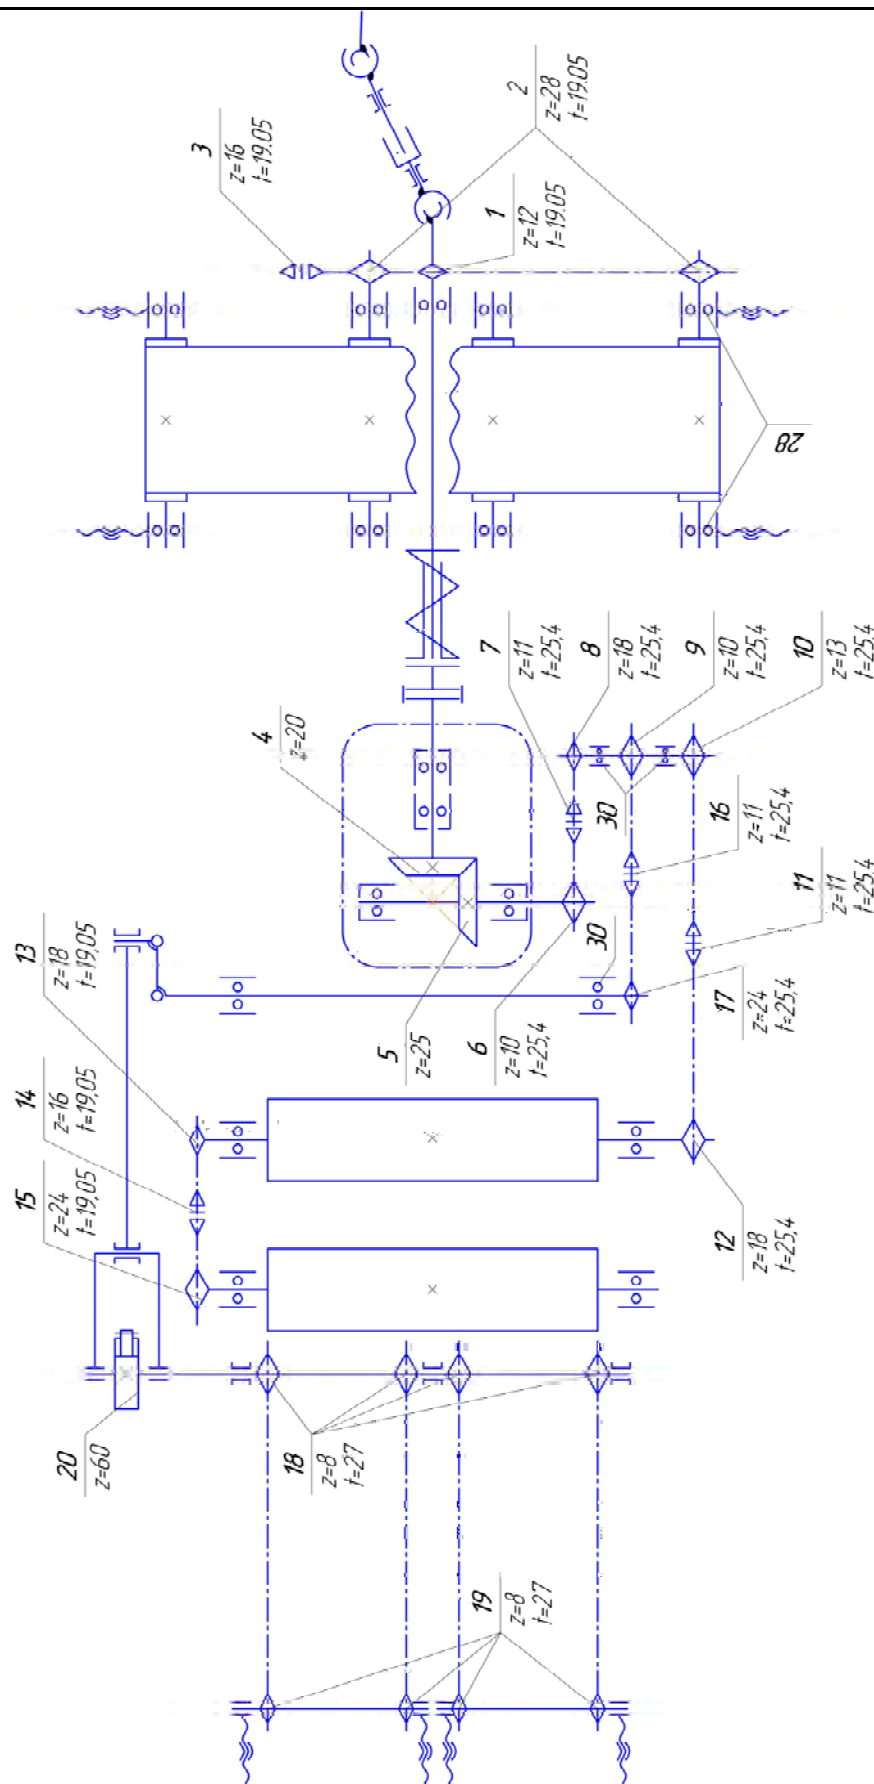 2
z=28
t=19.05
3
z=16
t=19.05
1
z=12
t=19.05
28
7
z=11
t=25,4
8
z=18
t=25,4
9
z=10
t=25,4
10
z=13
t=25,4
4
z=20
30
16
z=11
t=25,4
11
z=11
t=25.4
13
z=18
t=19,05
30
5
z=25
6
z=10
t=25,4
17
z=24
t=25,4
14
z=16
t=19,05
15
z=24
t=19,05
12
z=18
t=25,4
20
z=60
18
z=8
t=27
19
z=8
t=27